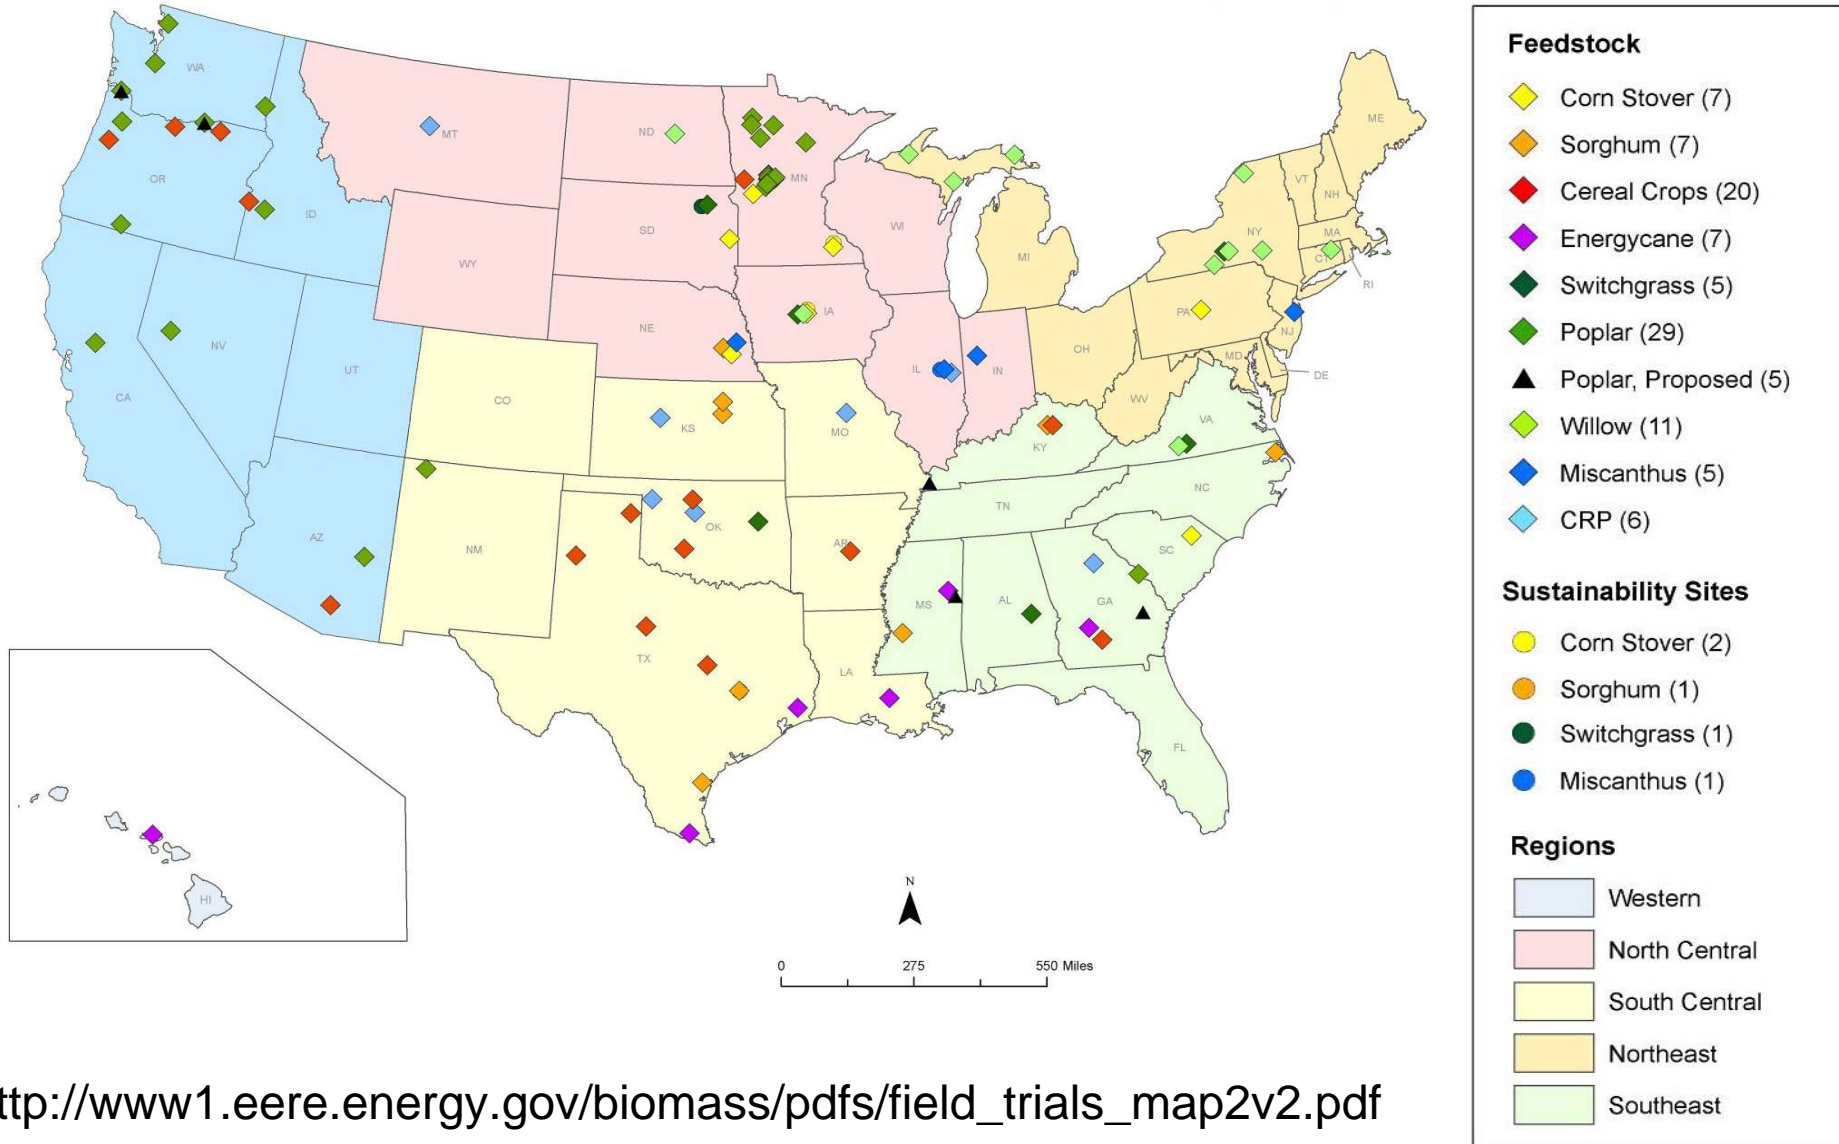 WA
MT
ND
MN
ME
OR
ID
SD
WI
VT
NH
NY
MA
CT
RI
WY
MI
NE
IA
PA
NJ
NV
UT
CA
IL
IN
OH
MD
DE
WV
CO
KS
MO
KY
VA
AZ
NM
OK
AR
TN
NC
SC
MS
AL
GA
TX
LA
FL
HI
N
0 275 550 Miles
Feedstock
Corn Stover (7)
Sorghum (7)
Cereal Crops (20)
Energycane (7)
Switchgrass (5)
Poplar (29)
Poplar, Proposed (5)
Willow (11)
Miscanthus (5)
CRP (6)
Sustainability Sites
Corn Stover (2)
Sorghum (1)
Switchgrass (1)
Miscanthus (1)
Regions
Western
North Central
South Central
Northeast
Southeast
ttp://www1.eere.energy.gov/biomass/pdfs/field_trials_map2v2.pdf